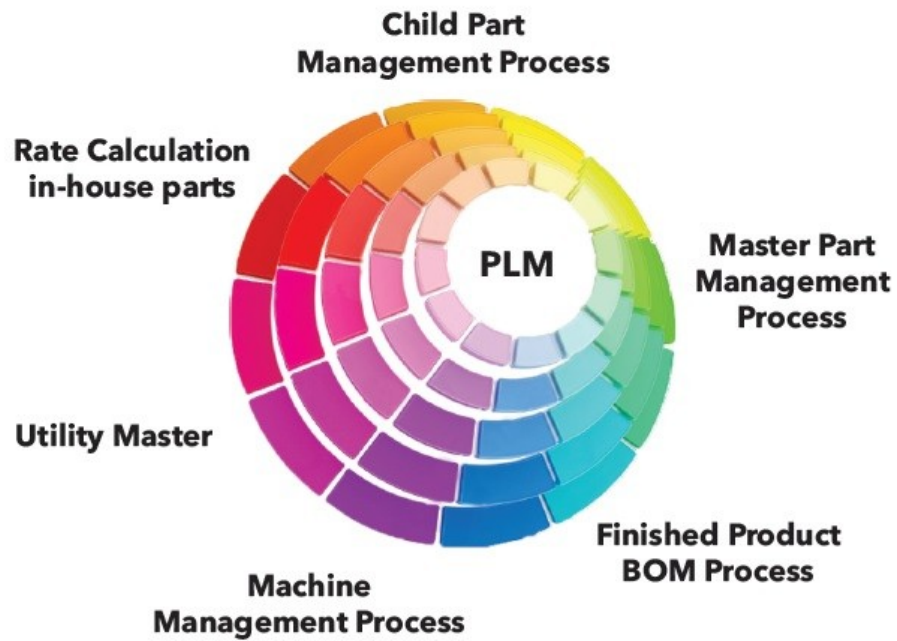 Child Part
Management Process
Rate Calculation
in-house parts
PLM
Master Part
Management
Process
Utility Master
Finished Product
BOM Process
Machine
Management Process